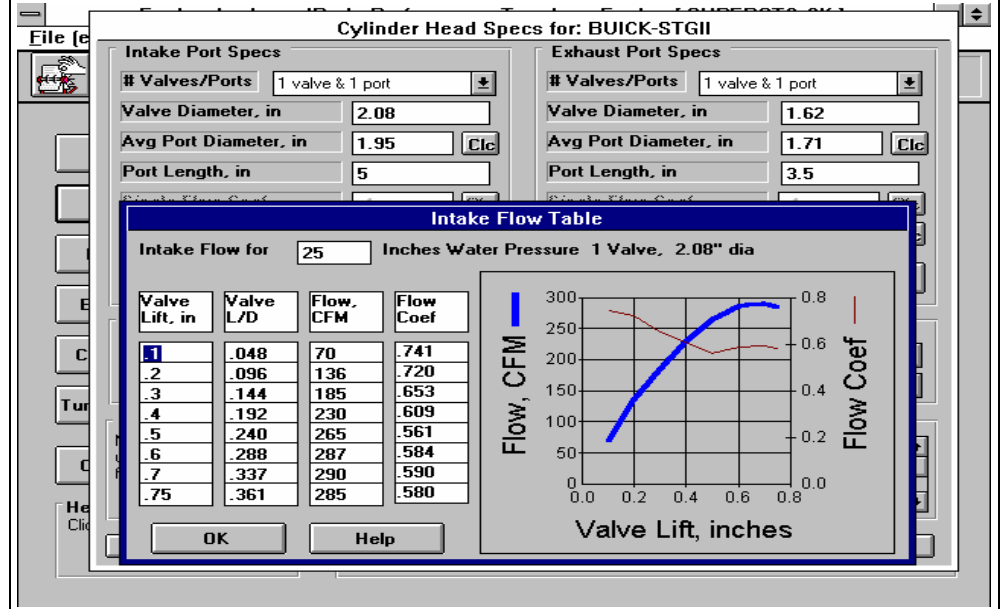 Cylinder Head Specs for: BUICK-STGII
File (e
Intake Port Specs
Exhaust Port Specs
# Valves/Ports 1 valve & 1 port
# Valves/Ports 1 valve & 1 port
Valve Diameter, in 2.08
Valve Diameter, in 1.62
Avg Port Diameter, in 1.95 Clc
Avg Port Diameter, in 1.71 Clc
Port Length, in 5
Port Length, in 3.5
Intake Flow Table
Intake Flow for 25 Inches Water Pressure 1 Valve, 2.08" dia
Valve Lift, in Valve L/D Flow, CFM Flow Coef
.1 .048 70 .741
.2 .096 136 .720
.3 .144 185 .653
.4 .192 230 .609
.5 .240 265 .561
.6 .288 287 .584
.7 .337 290 .590
.75 .361 285 .580
OK Help
Flow, CFM
300
250
200
150
100
50
0
0.0 0.2 0.4 0.6 0.8
Valve Lift, inches
0.8
0.6
0.4
0.2
0.0
Flow Coef
E
C
Tur
He
Clic